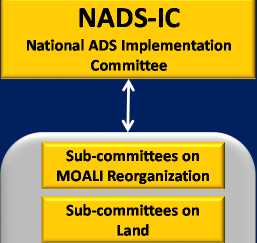 NADS-IC
National ADS Implementation
Committee
Sub-committees on
MOALI Reorganization
Sub-committees on
Land